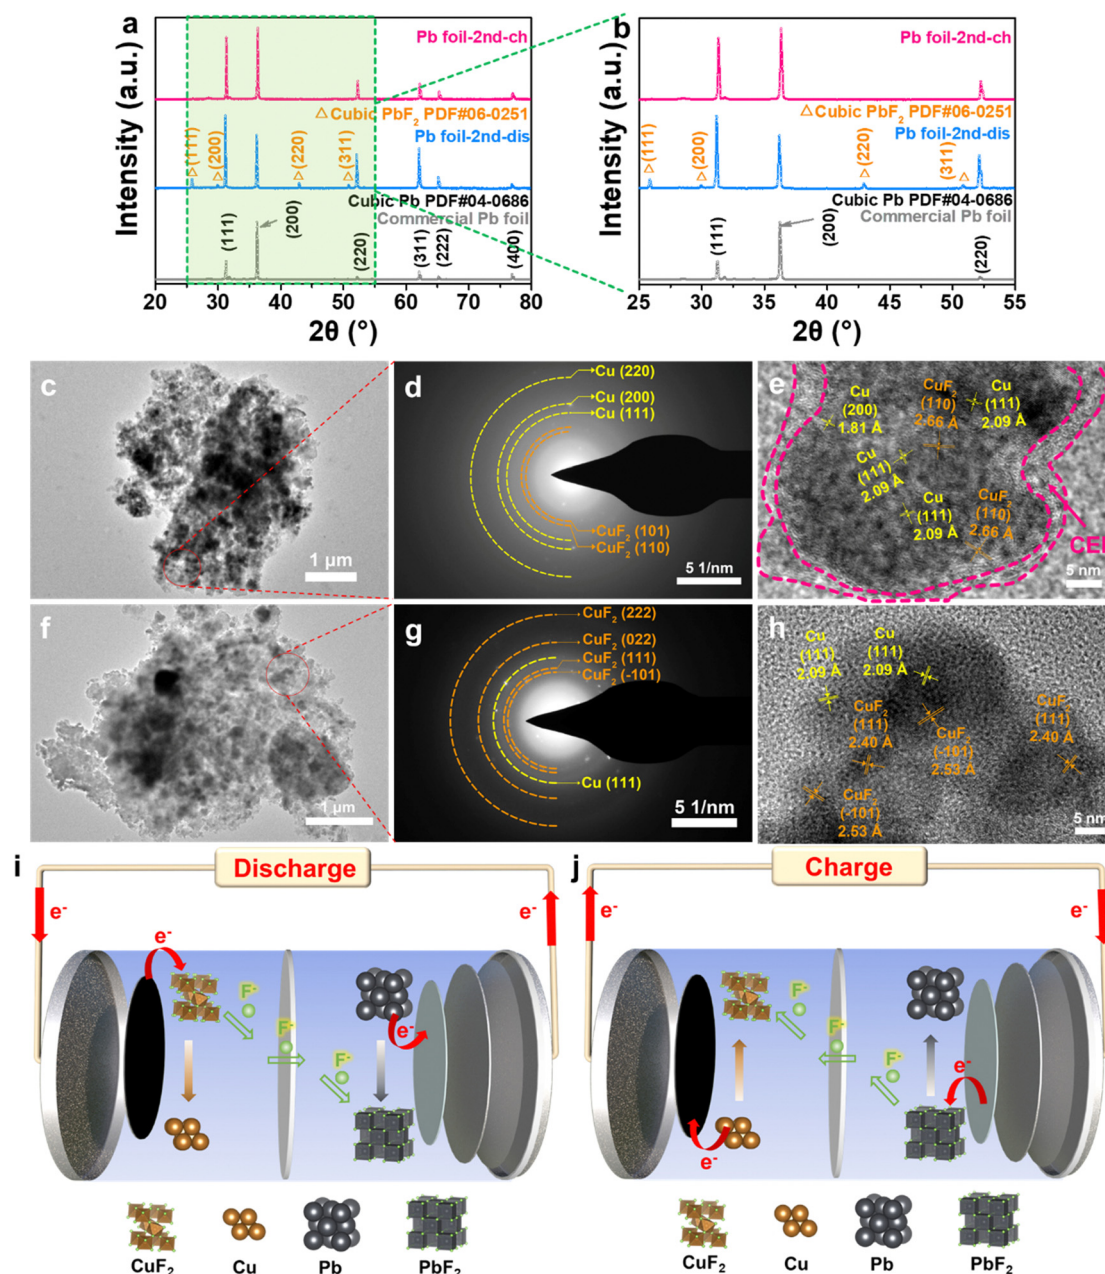 a
Intensity (a.u.)
Pb foil-2nd-ch
△Cubic PbF₂ PDF#06-0251
Pb foil-2nd-dis
△(111)
△(200)
△(220)
△(311)
Cubic Pb PDF#04-0686
Commercial Pb foil
(111)
(200)
(220)
(311)
(222)
(400)
20 30 40 50 60 70 80
2θ (°)
b
Intensity (a.u.)
Pb foil-2nd-ch
△Cubic PbF₂ PDF#06-0251
Pb foil-2nd-dis
△(111)
△(200)
△(220)
(311)
△
Cubic Pb PDF#04-0686
Commercial Pb foil
(111)
(200)
(220)
25 30 35 40 45 50 55
2θ (°)
c
1 μm
d
Cu (220)
Cu (200)
Cu (111)
CuF₂ (101)
CuF₂ (110)
5 1/nm
e
Cu
(200)
1.81 Å
CuF₂
(110)
2.66 Å
Cu
(111)
2.09 Å
Cu
(111)
2.09 Å
Cu
(111)
2.09 Å
CuF₂
(110)
2.66 Å
CEI
5 nm
f
1 μm
g
CuF₂ (222)
CuF₂ (022)
CuF₂ (111)
CuF₂ (-101)
Cu (111)
5 1/nm
h
Cu
(111)
2.09 Å
Cu
(111)
2.09 Å
CuF₂
(111)
2.40 Å
CuF₂
(-101)
2.53 Å
CuF₂
(111)
2.40 Å
CuF₂
(-101)
2.53 Å
5 nm
i
Discharge
e⁻
e⁻
e⁻
F⁻
F⁻
F⁻
e⁻
CuF₂
Cu
Pb
PbF₂
j
Charge
e⁻
e⁻
F⁻
F⁻
F⁻
e⁻
e⁻
CuF₂
Cu
Pb
PbF₂